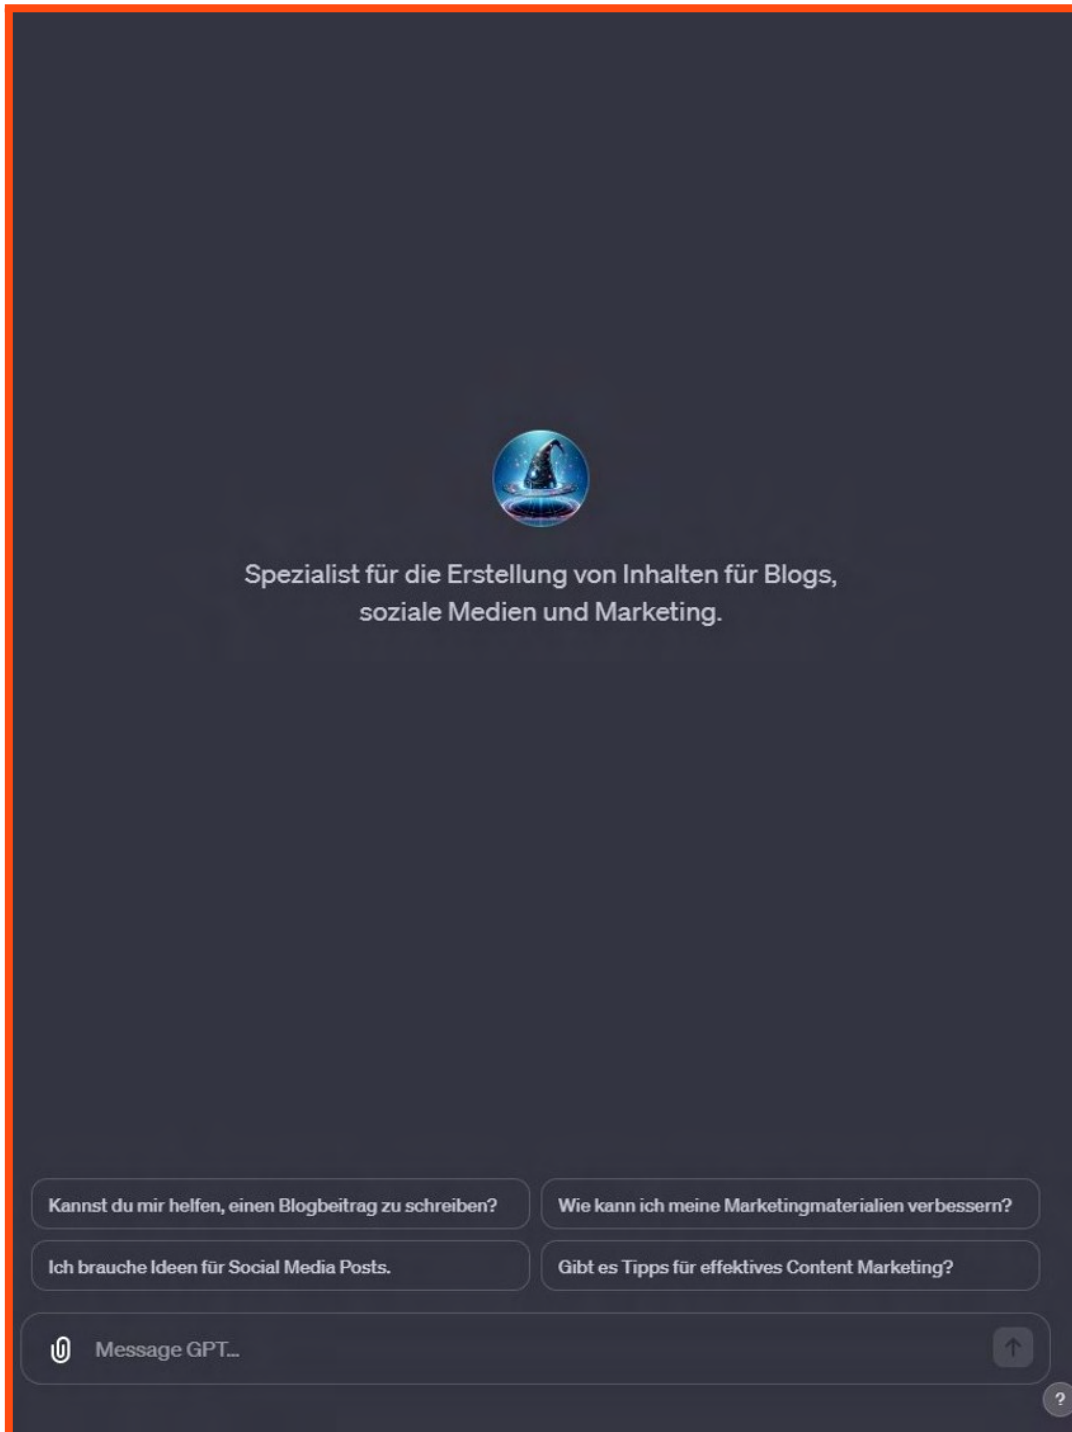 Spezialist für die Erstellung von Inhalten für Blogs,
soziale Medien und Marketing.
Kannst du mir helfen, einen Blogbeitrag zu schreiben?
Wie kann ich meine Marketingmaterialien verbessern?
Ich brauche Ideen für Social Media Posts.
Gibt es Tipps für effektives Content Marketing?
Message GPT...
?